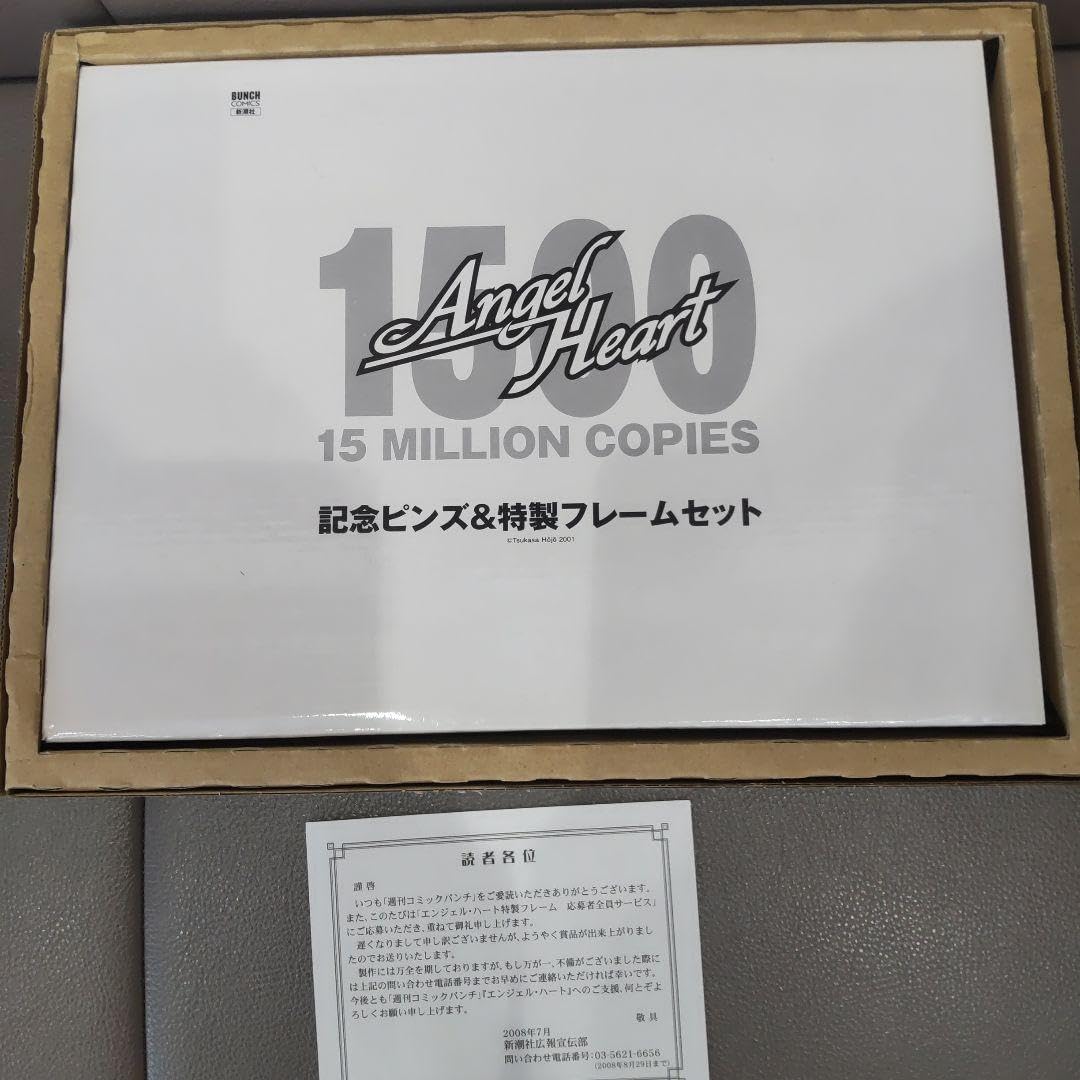 BUNCH
COMICS
新潮社
1500
Angel
Heart
15 MILLION COPIES
記念ピンズ&特製フレームセット
©Tsukasa Hôjô 2001
読者各位
謹啓
いつも「週刊コミックバンチ」をご愛読いただきありがとうございます。
また、このたびは「エンジェル・ハート特製フレーム 応募者全員サービス」
にご応募いただき、重ねて御礼申し上げます。
遅くなりまして申し訳ございませんが、ようやく賞品が出来上がりまし
たのでお送りいたします。
製作には万全を期しておりますが、もし万が一、不備がございました際に
は上記の問い合わせ電話番号までお早めにご連絡いただければ幸いです。
今後とも「週刊コミックバンチ」『エンジェル・ハート』へのご支援、何とぞよ
ろしくお願い申し上げます。
敬具
2008年7月
新潮社広報宣伝部
問い合わせ電話番号:03-5621-6656
(2008年8月29日まで)